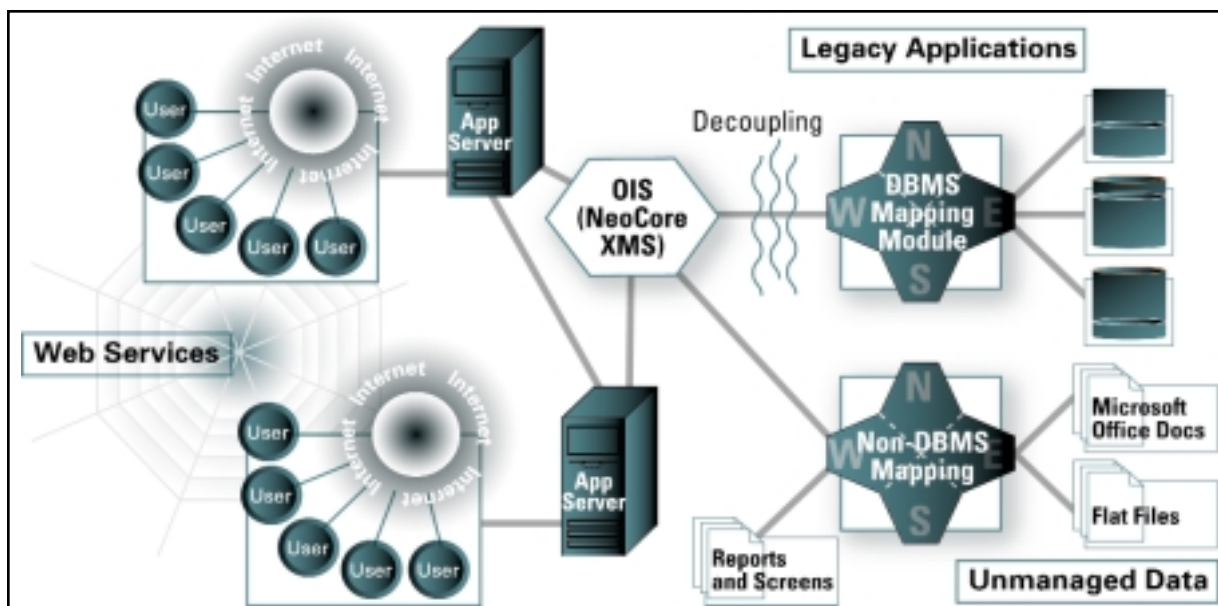 Legacy Applications
Internet
Internet
Internet
Internet
User
User
User
User
User
App
Server
Decoupling
OIS
(NeoCore
XMS)
N
W
E
S
DBMS
Mapping
Module
Web Services
Internet
Internet
Internet
Internet
User
User
User
User
User
App
Server
N
W
E
S
Non-DBMS
Mapping
Microsoft
Office Docs
Flat Files
Reports
and Screens
Unmanaged Data